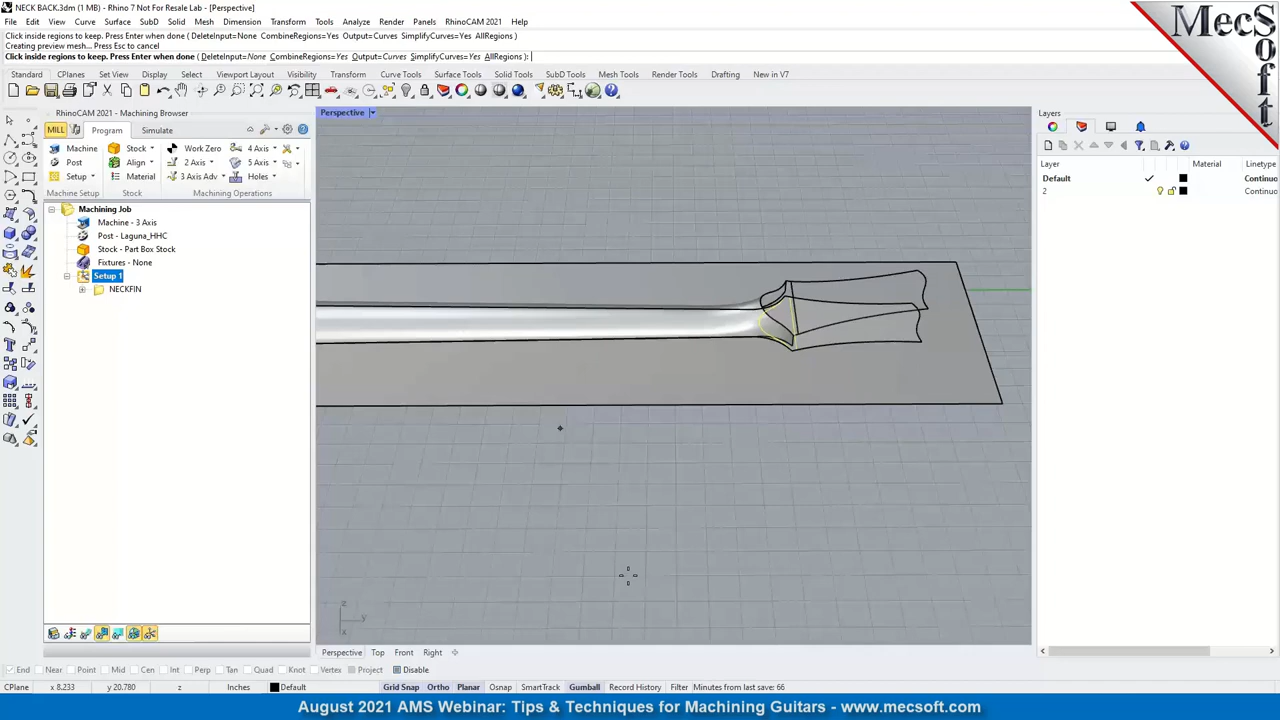 NECK BACK.3dm (1 MB) - Rhino 7 Not For Resale Lab - [Perspective]
File Edit View Curve Surface SubD Solid Mesh Dimension Transform Tools Analyze Render Panels RhinoCAM 2021 Help
Click inside regions to keep. Press Enter when done ( DeleteInput=None CombineRegions=Yes Output=Curves SimplifyCurves=Yes AllRegions )
Creating preview mesh... Press Esc to cancel
Click inside regions to keep. Press Enter when done ( DeleteInput=None CombineRegions=Yes Output=Curves SimplifyCurves=Yes AllRegions ):
Standard CPlanes Set View Display Select Viewport Layout Visibility Transform Curve Tools Surface Tools Solid Tools SubD Tools Mesh Tools Render Tools Drafting New in V7
MecSoft
RhinoCAM 2021 - Machining Browser
Perspective
Layers
MILL Program Simulate
Machine Stock Work Zero 4 Axis
Post Align 2 Axis 5 Axis
Setup Material 3 Axis Adv Holes
Machine Setup Stock Machining Operations
Layer Material Linetype
Default Continuo
2 Continuo
Machining Job
Machine - 3 Axis
Post - Laguna_HHC
Stock - Part Box Stock
Fixtures - None
Setup 1
NECKFIN
z
y
x
Perspective Top Front Right
End Near Point Mid Cen Int Perp Tan Quad Knot Vertex Project Disable
CPlane x 8.233 y 20.780 z Inches Default Grid Snap Ortho Planar Osnap SmartTrack Gumball Record History Filter Minutes from last save: 66
August 2021 AMS Webinar: Tips & Techniques for Machining Guitars - www.mecsoft.com